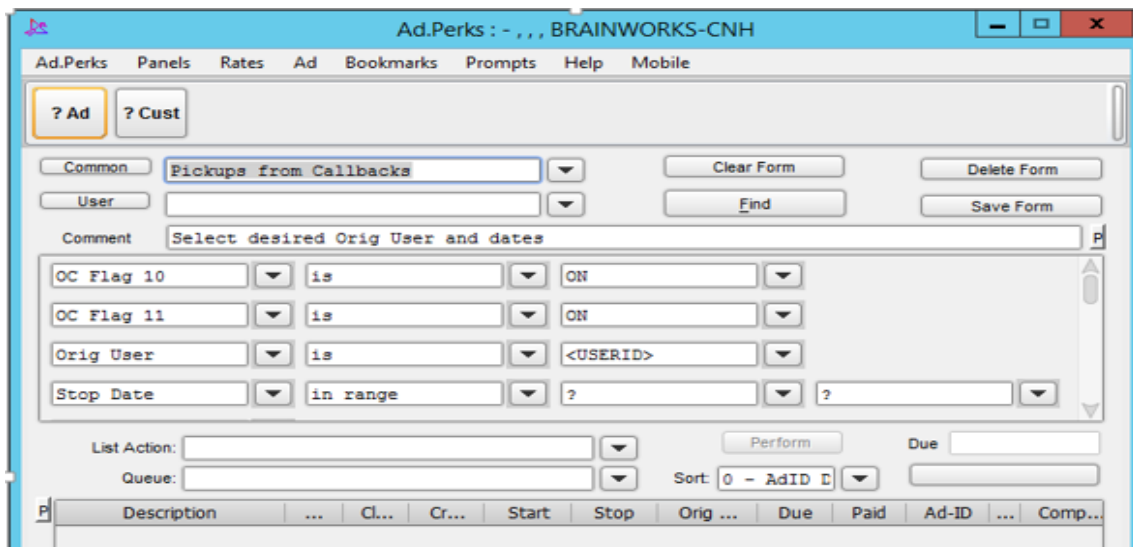 Ad.Perks : - , , , BRAINWORKS-CNH
Ad.Perks Panels Rates Ad Bookmarks Prompts Help Mobile
? Ad ? Cust
Common Pickups from Callbacks Clear Form Delete Form
User Find Save Form
Comment Select desired Orig User and dates P
OC Flag 10 is ON
OC Flag 11 is ON
Orig User is <USERID>
Stop Date in range ? ?
List Action: Perform Due
Queue: Sort: 0 - AdID D
P Description ... Cl... Cr... Start Stop Orig ... Due Paid Ad-ID ... Comp...